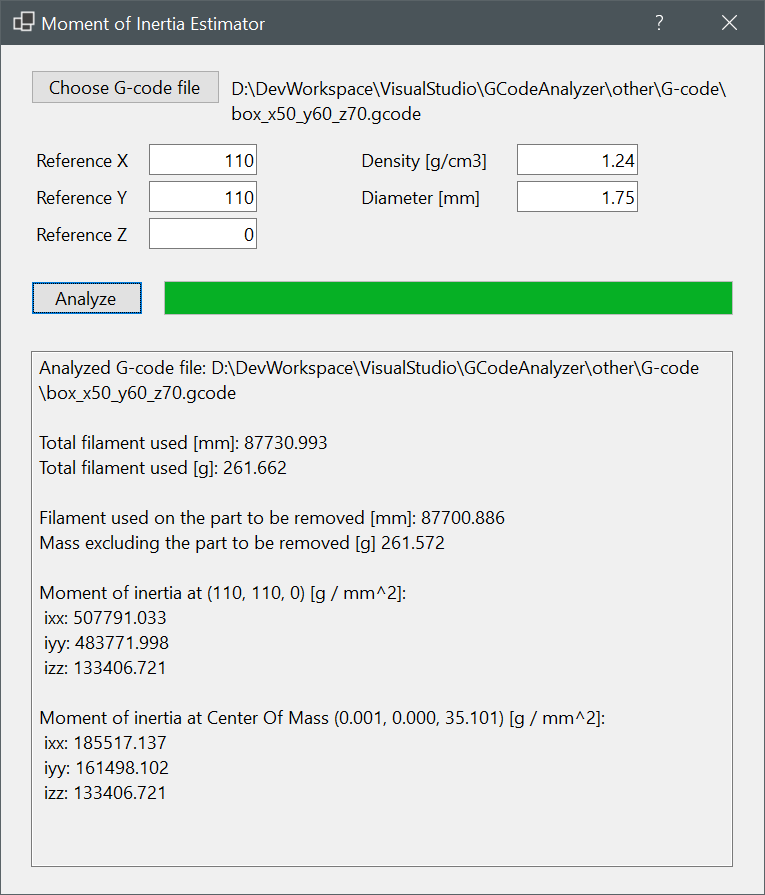 Moment of Inertia Estimator
?
Choose G-code file
D:\DevWorkspace\VisualStudio\GCodeAnalyzer\other\G-code\
box_x50_y60_z70.gcode
Reference X 110 Density [g/cm3] 1.24
Reference Y 110 Diameter [mm] 1.75
Reference Z 0
Analyze
Analyzed G-code file: D:\DevWorkspace\VisualStudio\GCodeAnalyzer\other\G-code
\box_x50_y60_z70.gcode
Total filament used [mm]: 87730.993
Total filament used [g]: 261.662
Filament used on the part to be removed [mm]: 87700.886
Mass excluding the part to be removed [g] 261.572
Moment of inertia at (110, 110, 0) [g / mm^2]:
ixx: 507791.033
iyy: 483771.998
izz: 133406.721
Moment of inertia at Center Of Mass (0.001, 0.000, 35.101) [g / mm^2]:
ixx: 185517.137
iyy: 161498.102
izz: 133406.721